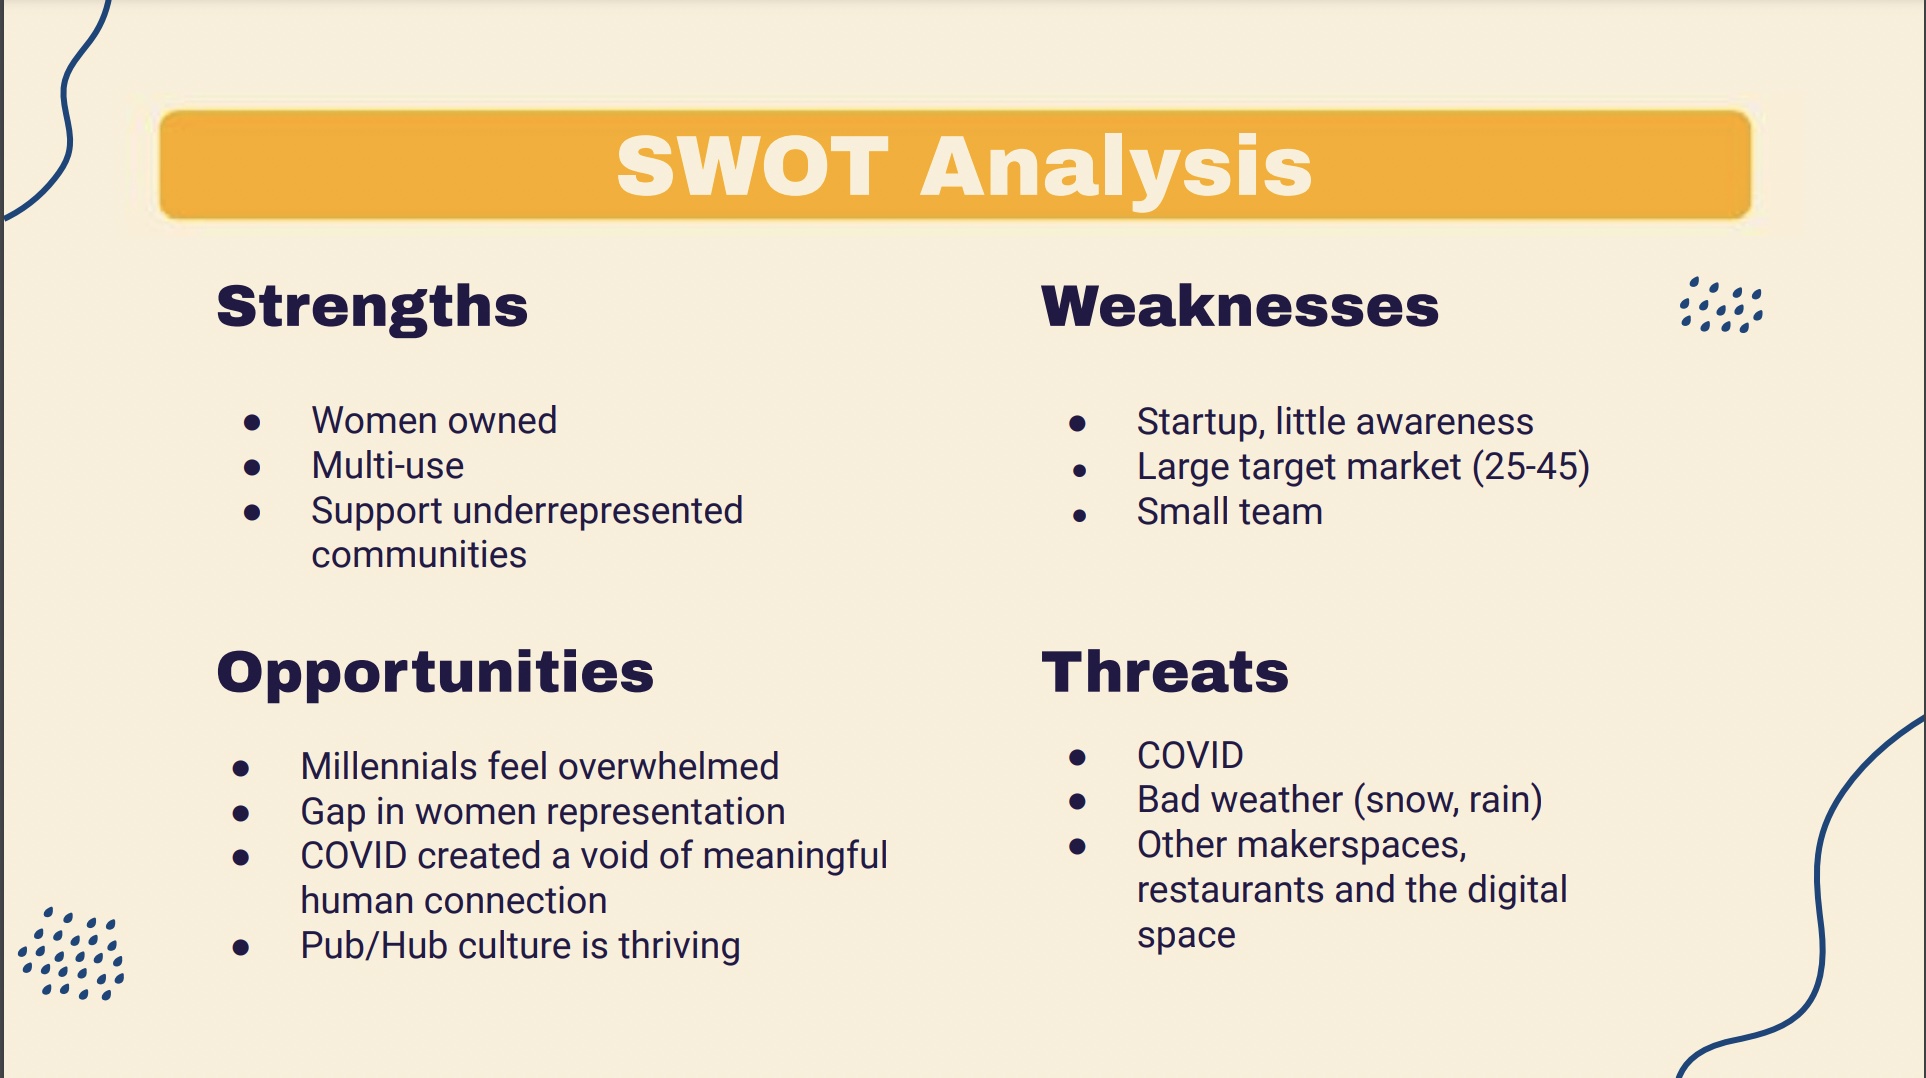 SWOT Analysis
Strengths
● Women owned
● Multi-use
● Support underrepresented
communities
Weaknesses
● Startup, little awareness
● Large target market (25-45)
● Small team
Opportunities
● Millennials feel overwhelmed
● Gap in women representation
● COVID created a void of meaningful
human connection
● Pub/Hub culture is thriving
Threats
● COVID
● Bad weather (snow, rain)
● Other makerspaces,
restaurants and the digital
space